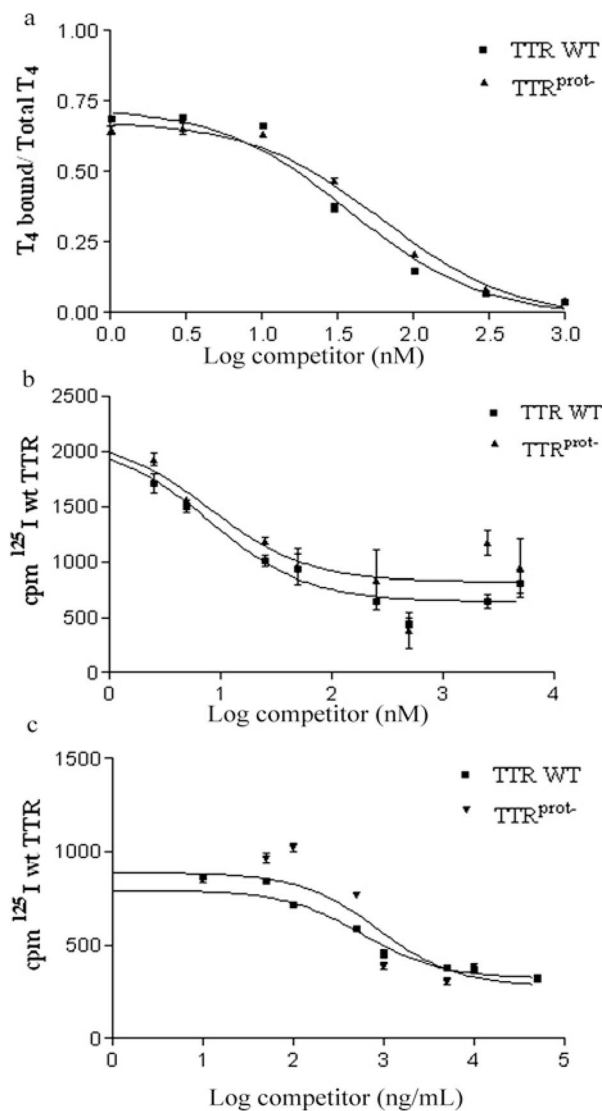 a
1.00
0.75
0.50
0.25
0.00
T₄ bound/ Total T₄
TTR WT
TTRᵖʳᵒᵗ⁻
0.0 0.5 1.0 1.5 2.0 2.5 3.0
Log competitor (nM)
b
2500
2000
1500
1000
500
0
cpm ¹²⁵I wt TTR
TTR WT
TTRᵖʳᵒᵗ⁻
0 1 2 3 4
Log competitor (nM)
c
1500
1000
500
0
cpm ¹²⁵I wt TTR
TTR WT
TTRᵖʳᵒᵗ⁻
0 1 2 3 4 5
Log competitor (ng/mL)